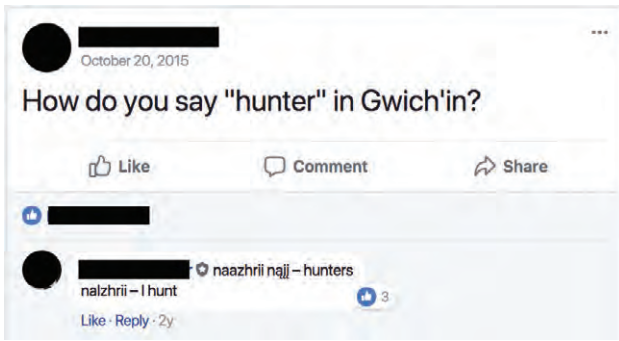 October 20, 2015
How do you say "hunter" in Gwich'in?
Like Comment Share
naazhrii nąįį – hunters
nalzhrii – I hunt
3
Like · Reply · 2y